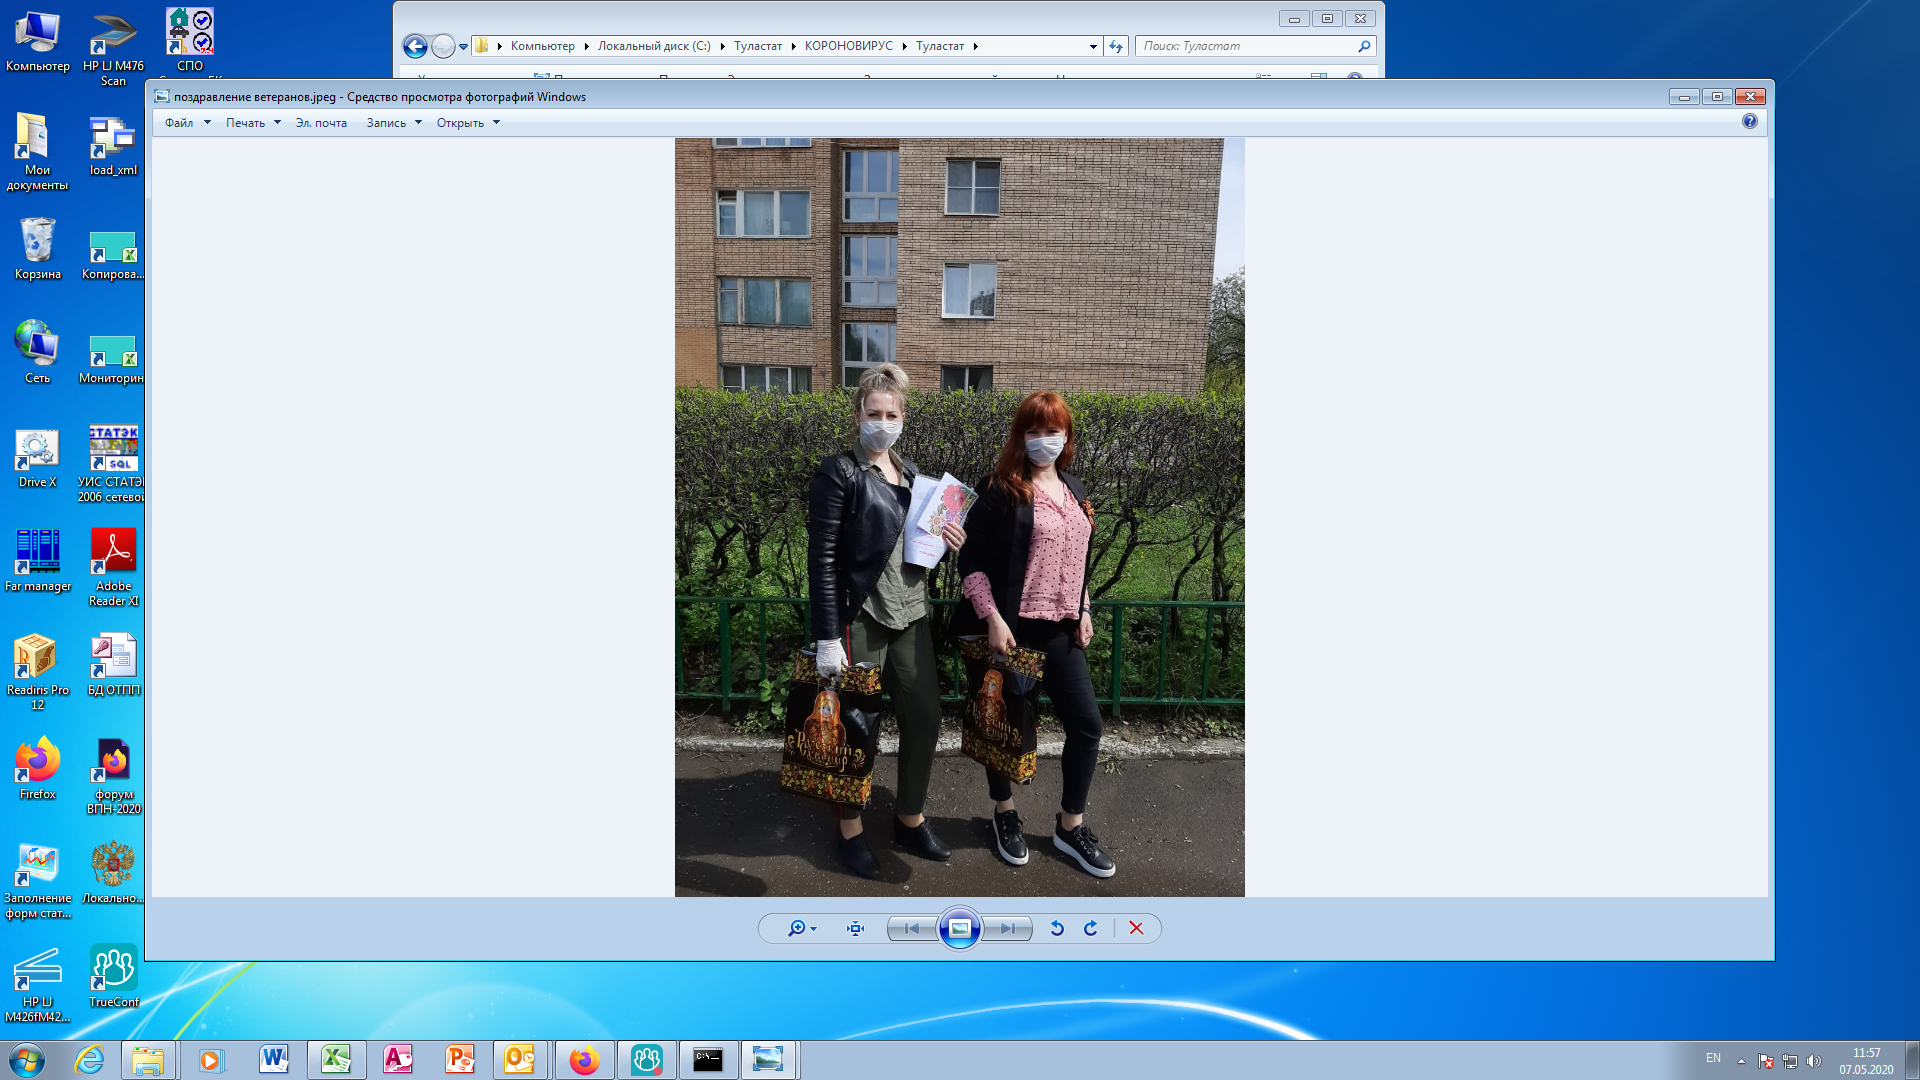 Компьютер
HP LJ M476 Scan
СПО
Компьютер
Локальный диск (C:)
Туластат
КОРОНОВИРУС
Туластат
Поиск: Туластат
поздравление ветеранов.jpeg - Средство просмотра фотографий Windows
Файл
Печать
Эл. почта
Запись
Открыть
Мои документы
load_xml
Корзина
Копирова...
Сеть
Мониторин
Drive X
СТАТЭК
SQL
УИС СТАТЭК
2006 сетевой
Far manager
Adobe Reader XI
Readiris Pro 12
БД ОТПП
Firefox
форум ВПН-2020
Заполнение форм стат...
Локально...
HP LJ M426fM42...
TrueConf
Русский
Сувенир
EN
11:57
07.05.2020